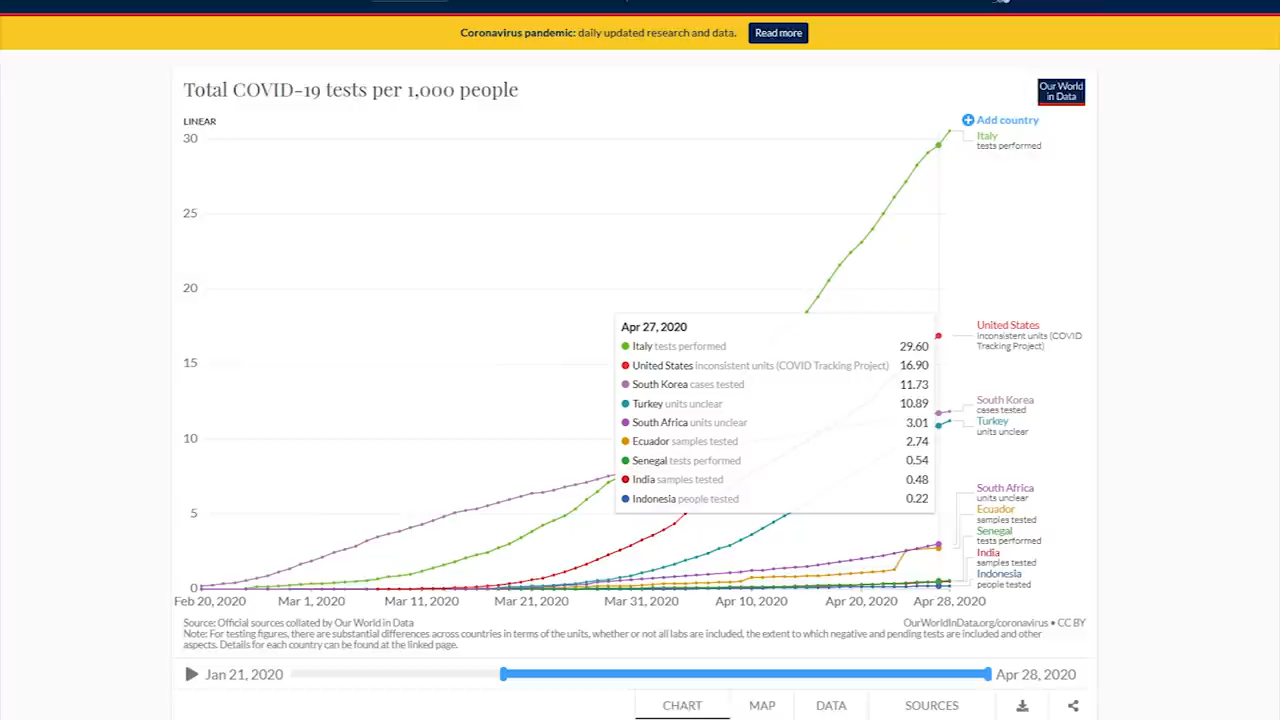 Coronavirus pandemic: daily updated research and data. Read more
Total COVID-19 tests per 1,000 people
Our World
in Data
LINEAR
Add country
30
25
20
15
10
5
0
Italy
tests performed
United States
inconsistent units (COVID
Tracking Project)
South Korea
cases tested
Turkey
units unclear
South Africa
units unclear
Ecuador
samples tested
Senegal
tests performed
India
samples tested
Indonesia
people tested
Apr 27, 2020
Italy tests performed 29.60
United States inconsistent units (COVID Tracking Project) 16.90
South Korea cases tested 11.73
Turkey units unclear 10.89
South Africa units unclear 3.01
Ecuador samples tested 2.74
Senegal tests performed 0.54
India samples tested 0.48
Indonesia people tested 0.22
Feb 20, 2020 Mar 1, 2020 Mar 11, 2020 Mar 21, 2020 Mar 31, 2020 Apr 10, 2020 Apr 20, 2020 Apr 28, 2020
Source: Official sources collated by Our World in Data OurWorldInData.org/coronavirus • CC BY
Note: For testing figures, there are substantial differences across countries in terms of the units, whether or not all labs are included, the extent to which negative and pending tests are included and other
aspects. Details for each country can be found at the linked page.
Jan 21, 2020 Apr 28, 2020
CHART MAP DATA SOURCES